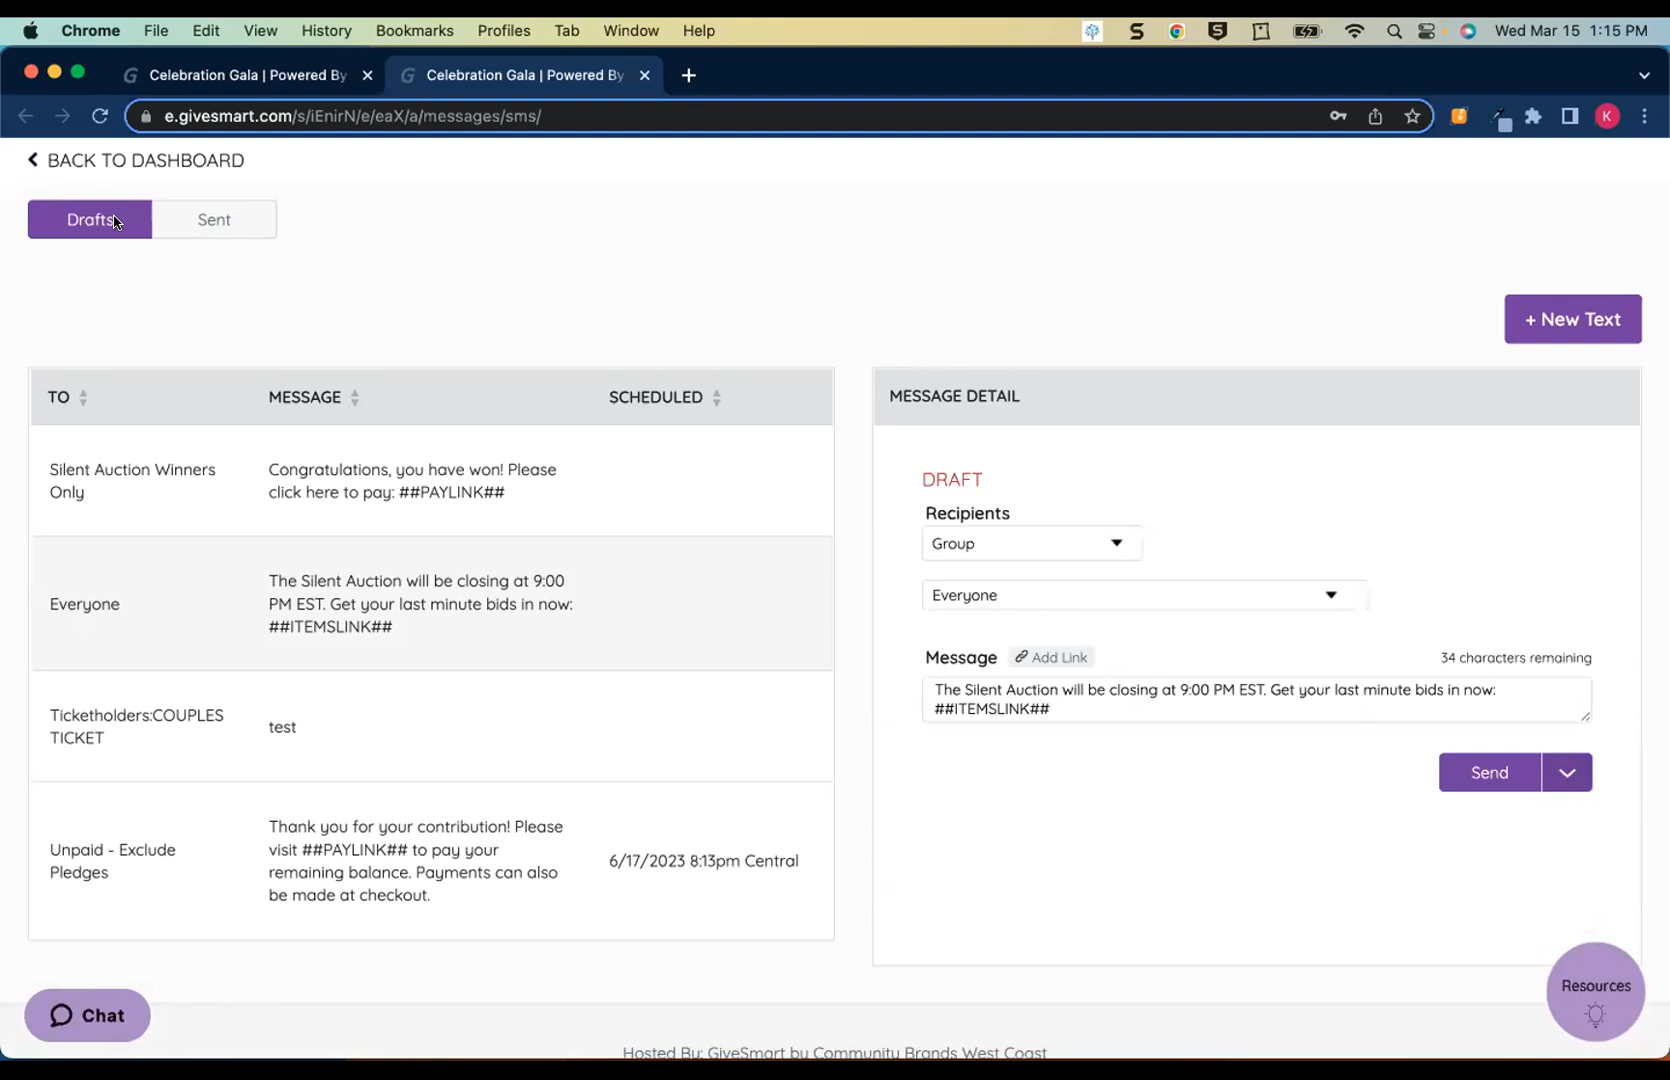 Chrome File Edit View History Bookmarks Profiles Tab Window Help Wed Mar 15 1:15 PM
Celebration Gala | Powered By Celebration Gala | Powered By
e.givesmart.com/s/iEnirN/e/eaX/a/messages/sms/ K
BACK TO DASHBOARD
Drafts Sent
+ New Text
TO MESSAGE SCHEDULED
Silent Auction Winners
Only
Congratulations, you have won! Please
click here to pay: ##PAYLINK##
Everyone
The Silent Auction will be closing at 9:00
PM EST. Get your last minute bids in now:
##ITEMSLINK##
Ticketholders:COUPLES
TICKET
test
Unpaid - Exclude
Pledges
Thank you for your contribution! Please
visit ##PAYLINK## to pay your
remaining balance. Payments can also
be made at checkout.
6/17/2023 8:13pm Central
MESSAGE DETAIL
DRAFT
Recipients
Group
Everyone
Message Add Link 34 characters remaining
The Silent Auction will be closing at 9:00 PM EST. Get your last minute bids in now:
##ITEMSLINK##
Send
Resources
Chat
Hosted By: GiveSmart by Community Brands West Coast